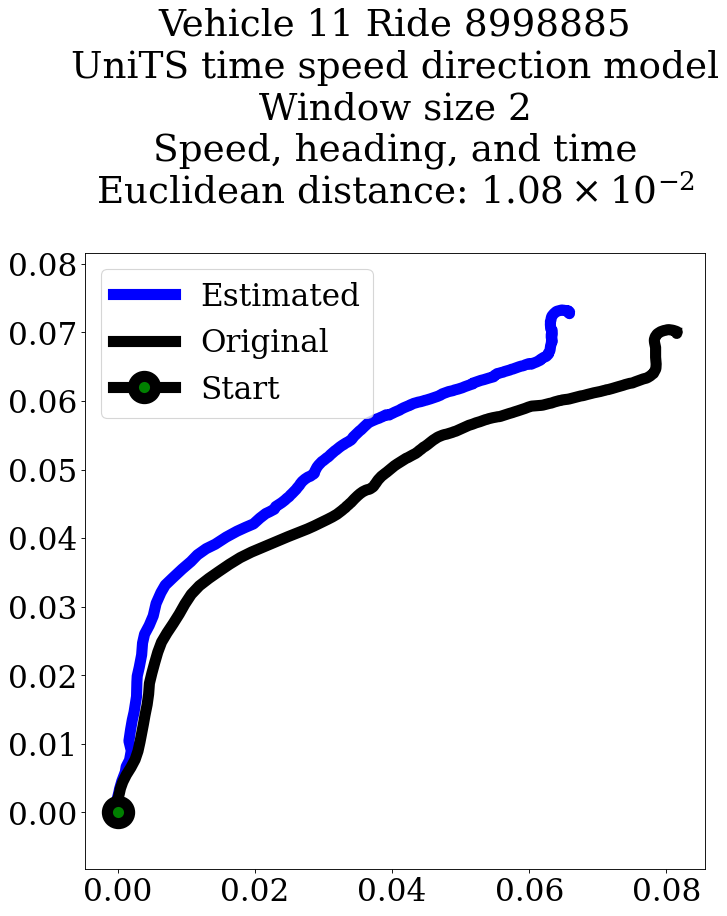 Vehicle 11 Ride 8998885
UniTS time speed direction model
Window size 2
Speed, heading, and time
Euclidean distance: 1.08 × 10⁻²
Estimated
Original
Start
0.08
0.07
0.06
0.05
0.04
0.03
0.02
0.01
0.00
0.00 0.02 0.04 0.06 0.08